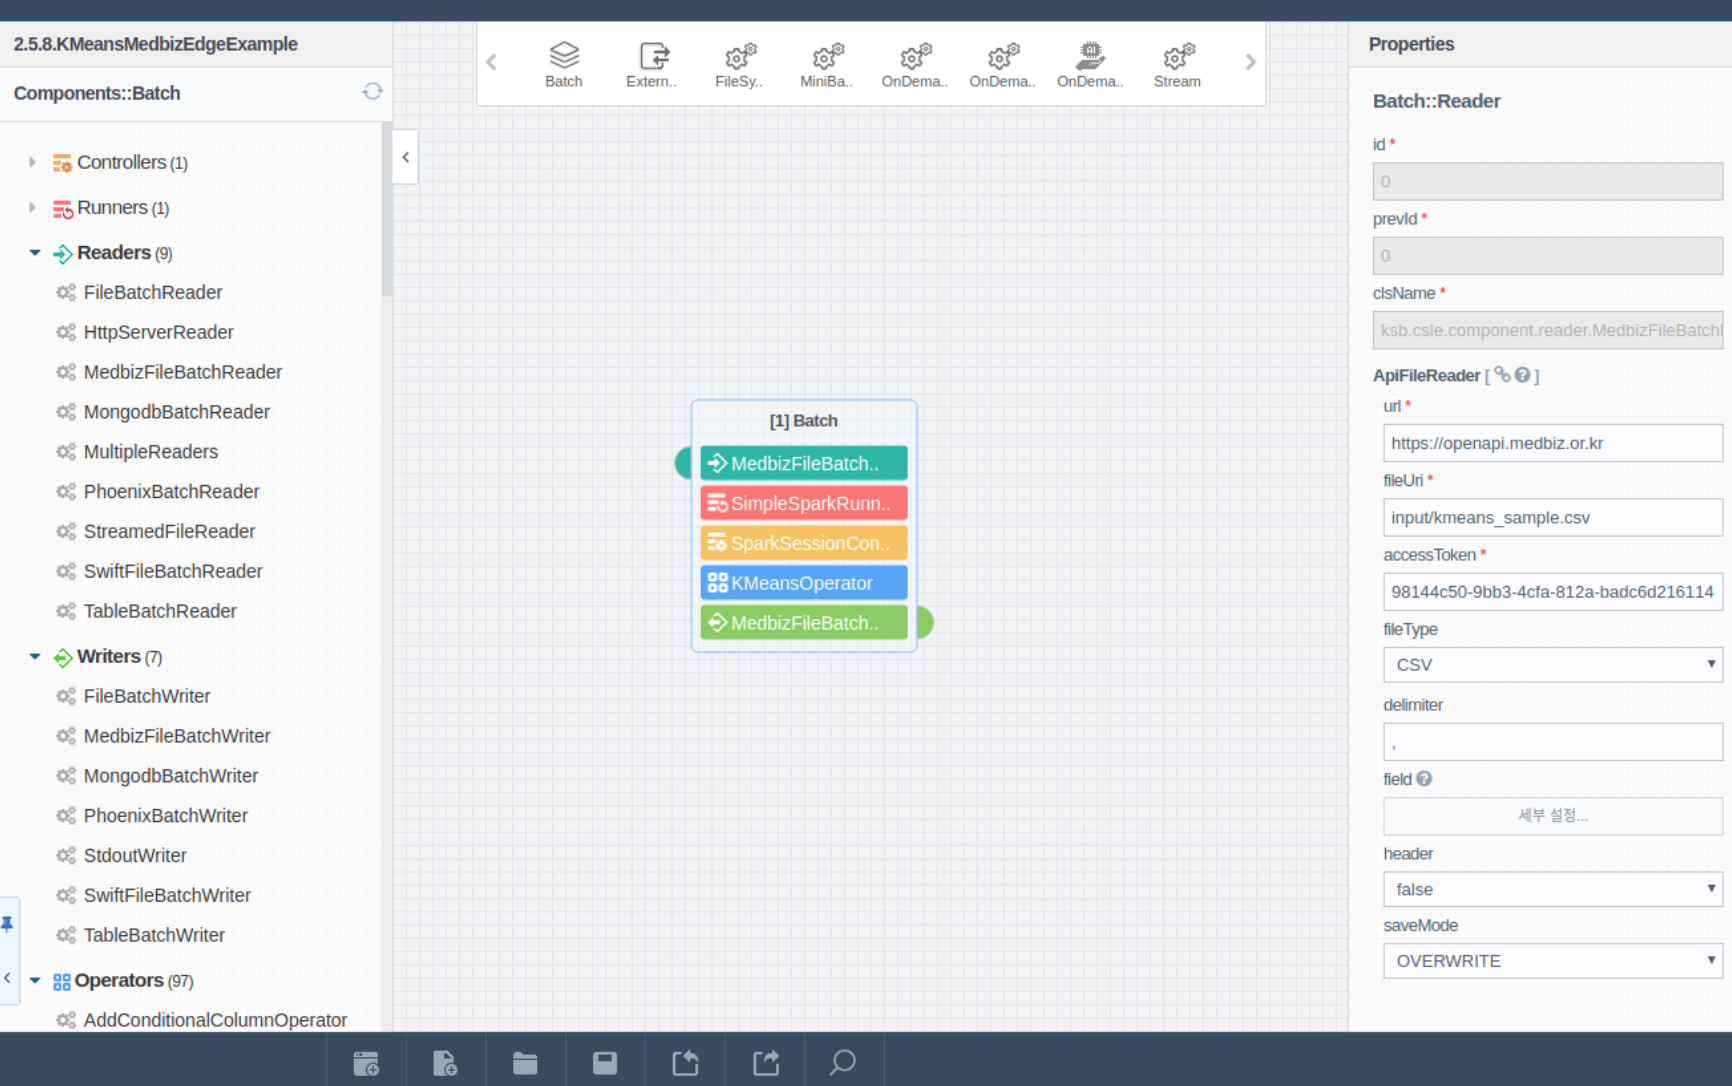 2.5.8.KMeansMedbizEdgeExample
Components::Batch
Controllers (1)
Runners (1)
Readers (9)
FileBatchReader
HttpServerReader
MedbizFileBatchReader
MongodbBatchReader
MultipleReaders
PhoenixBatchReader
StreamedFileReader
SwiftFileBatchReader
TableBatchReader
Writers (7)
FileBatchWriter
MedbizFileBatchWriter
MongodbBatchWriter
PhoenixBatchWriter
StdoutWriter
SwiftFileBatchWriter
TableBatchWriter
Operators (97)
AddConditionalColumnOperator
Batch
Extern..
FileSy..
MiniBa..
OnDema..
OnDema..
OnDema..
Stream
[1] Batch
MedbizFileBatch..
SimpleSparkRunn..
SparkSessionCon..
KMeansOperator
MedbizFileBatch..
Properties
Batch::Reader
id *
0
prevId *
0
clsName *
ksb.csle.component.reader.MedbizFileBatchI
ApiFileReader [ ]
url *
https://openapi.medbiz.or.kr
fileUri *
input/kmeans_sample.csv
accessToken *
98144c50-9bb3-4cfa-812a-badc6d216114
fileType
CSV
delimiter
,
field
세부 설정...
header
false
saveMode
OVERWRITE